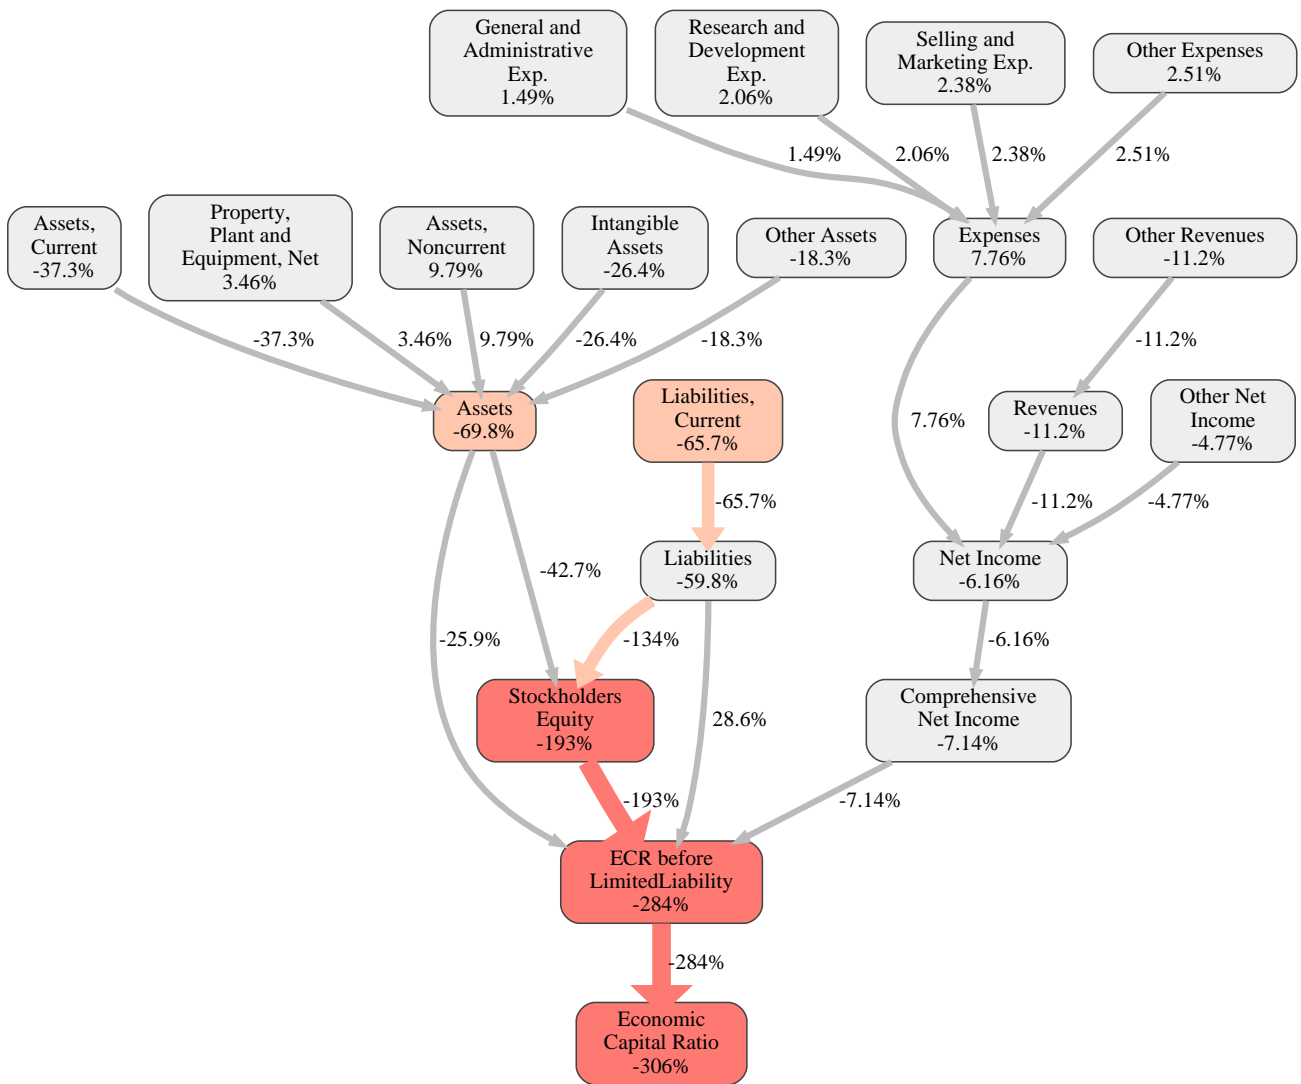 General and
Administrative
Exp.
1.49%
Research and
Development
Exp.
2.06%
Selling and
Marketing Exp.
2.38%
Other Expenses
2.51%
1.49%
2.06%
2.38%
2.51%
Assets,
Current
-37.3%
Property,
Plant and
Equipment, Net
3.46%
Assets,
Noncurrent
9.79%
Intangible
Assets
-26.4%
Other Assets
-18.3%
Expenses
7.76%
Other Revenues
-11.2%
-37.3%
3.46%
9.79%
-26.4%
-18.3%
-11.2%
Assets
-69.8%
Liabilities,
Current
-65.7%
7.76%
Revenues
-11.2%
Other Net
Income
-4.77%
-65.7%
-11.2%
-4.77%
Liabilities
-59.8%
Net Income
-6.16%
-42.7%
-25.9%
-134%
-6.16%
Stockholders
Equity
-193%
28.6%
Comprehensive
Net Income
-7.14%
-193%
-7.14%
ECR before
LimitedLiability
-284%
-284%
Economic
Capital Ratio
-306%